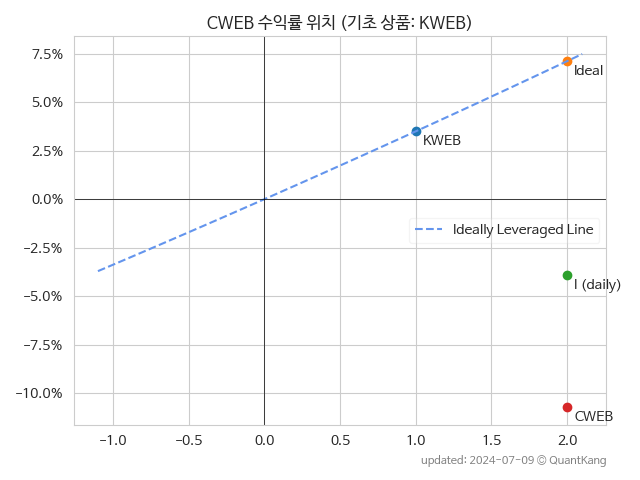 CWEB 수익률 위치 (기초 상품: KWEB)
7.5%
Ideal
5.0%
KWEB
2.5%
0.0%
Ideally Leveraged Line
−2.5%
I (daily)
−5.0%
−7.5%
−10.0%
CWEB
−1.0 −0.5 0.0 0.5 1.0 1.5 2.0
updated: 2024-07-09 © QuantKang